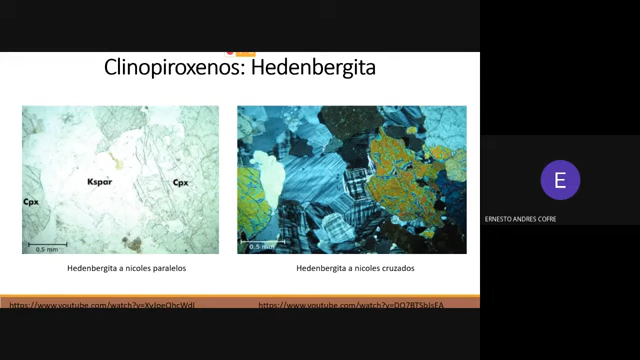 Clinopiroxenos: Hedenbergita
Kspar
Cpx
Cpx
0.5 mm
0.5 mm
Hedenbergita a nicoles paralelos
Hedenbergita a nicoles cruzados
E
ERNESTO ANDRES COFRE